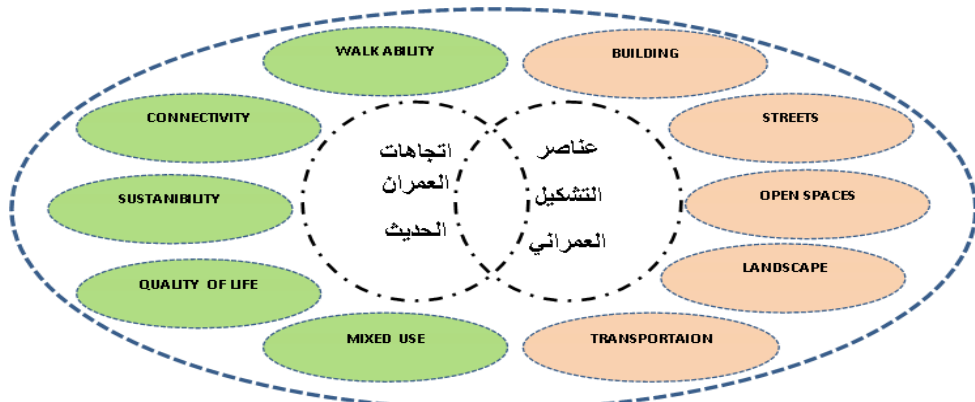 WALK ABILITY
BUILDING
CONNECTIVITY
STREETS
اتجاهات
العمران
الحديث
عناصر
التشكيل
العمراني
SUSTANIBILITY
OPEN SPACES
QUALITY OF LIFE
LANDSCAPE
MIXED USE
TRANSPORTAION